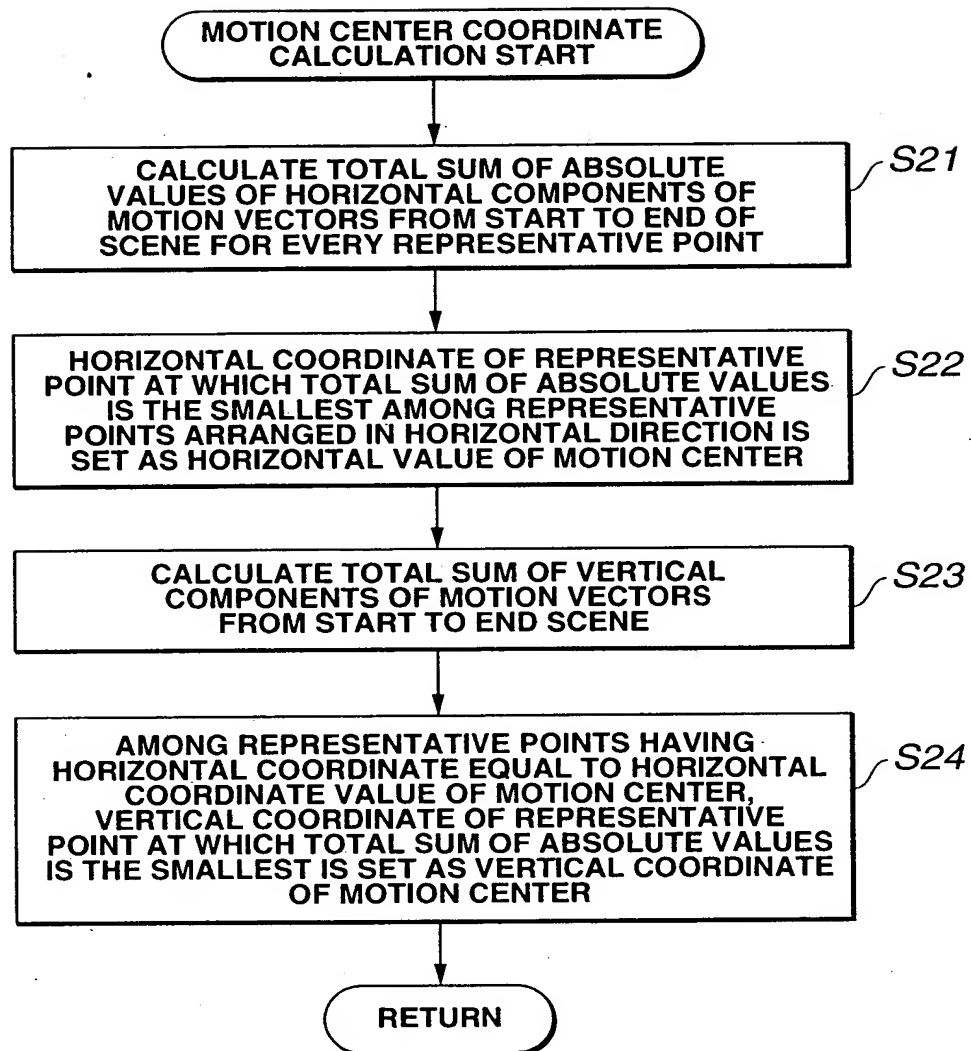 MOTION CENTER COORDINATE
CALCULATION START
CALCULATE TOTAL SUM OF ABSOLUTE
VALUES OF HORIZONTAL COMPONENTS OF
MOTION VECTORS FROM START TO END OF
SCENE FOR EVERY REPRESENTATIVE POINT
S21
HORIZONTAL COORDINATE OF REPRESENTATIVE
POINT AT WHICH TOTAL SUM OF ABSOLUTE VALUES
IS THE SMALLEST AMONG REPRESENTATIVE
POINTS ARRANGED IN HORIZONTAL DIRECTION IS
SET AS HORIZONTAL VALUE OF MOTION CENTER
S22
CALCULATE TOTAL SUM OF VERTICAL
COMPONENTS OF MOTION VECTORS
FROM START TO END SCENE
S23
AMONG REPRESENTATIVE POINTS HAVING
HORIZONTAL COORDINATE EQUAL TO HORIZONTAL
COORDINATE VALUE OF MOTION CENTER,
VERTICAL COORDINATE OF REPRESENTATIVE
POINT AT WHICH TOTAL SUM OF ABSOLUTE VALUES
IS THE SMALLEST IS SET AS VERTICAL COORDINATE
OF MOTION CENTER
S24
RETURN